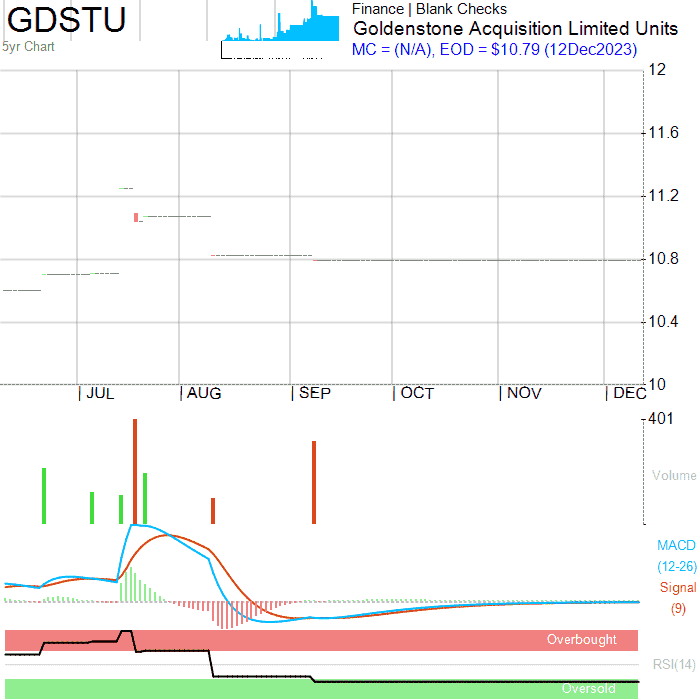 GDSTU
5yr Chart
Finance | Blank Checks
Goldenstone Acquisition Limited Units
MC = (N/A), EOD = $10.79 (12Dec2023)
12
11.6
11.2
10.8
10.4
10
JUL
AUG
SEP
OCT
NOV
DEC
401
Volume
MACD
(12-26)
Signal
(9)
Overbought
RSI(14)
Oversold